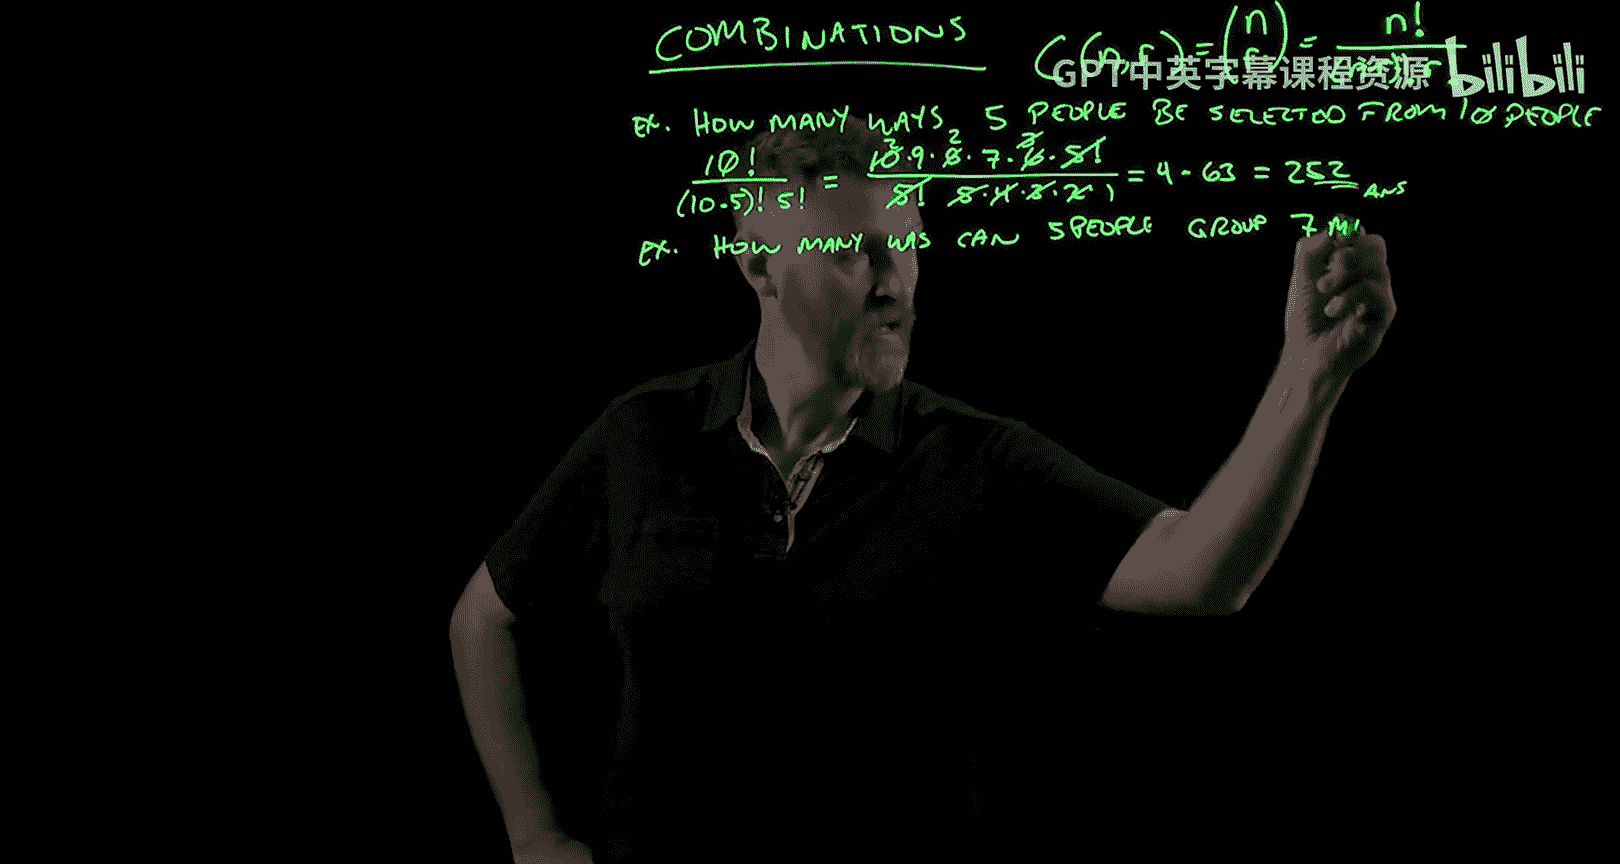 COMBINATIONS C(n,r) = (n r) = n!
GPT中英字幕课程资源 bilibili
EX. HOW MANY WAYS, 5 PEOPLE BE SELECTOD FROM 10 PEOPLE
10! / (10-5)! 5! = 10·9·8·7·6·5! / 5! 5·4·3·2·1 = 4 · 63 = 252 ANS
EX. HOW MANY WAS CAN 5 PEOPLE GROUP 7 M